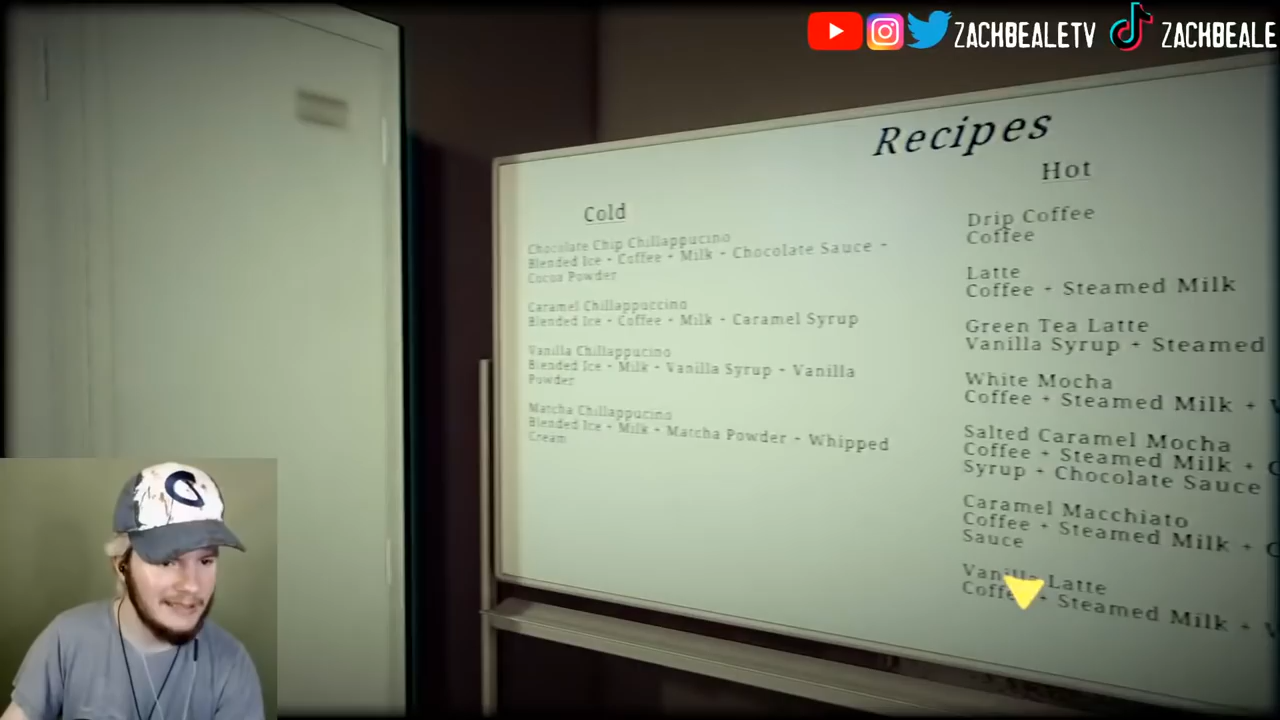 ZACHBEALETV ZACHBEALE
Recipes
Cold
Chocolate Chip Chillappucino
Blended Ice + Coffee + Milk + Chocolate Sauce -
Cocoa Powder
Caramel Chillappuccino
Blended Ice + Coffee + Milk + Caramel Syrup
Vanilla Chillappucino
Blended Ice + Milk + Vanilla Syrup + Vanilla
Powder
Matcha Chillappucino
Blended Ice + Milk + Matcha Powder + Whipped
Cream
Hot
Drip Coffee
Coffee
Latte
Coffee + Steamed Milk
Green Tea Latte
Vanilla Syrup + Steamed
White Mocha
Coffee + Steamed Milk +
Salted Caramel Mocha
Coffee + Steamed Milk +
Syrup + Chocolate Sauce
Caramel Macchiato
Coffee + Steamed Milk +
Sauce
Vanilla Latte
Coffee + Steamed Milk +